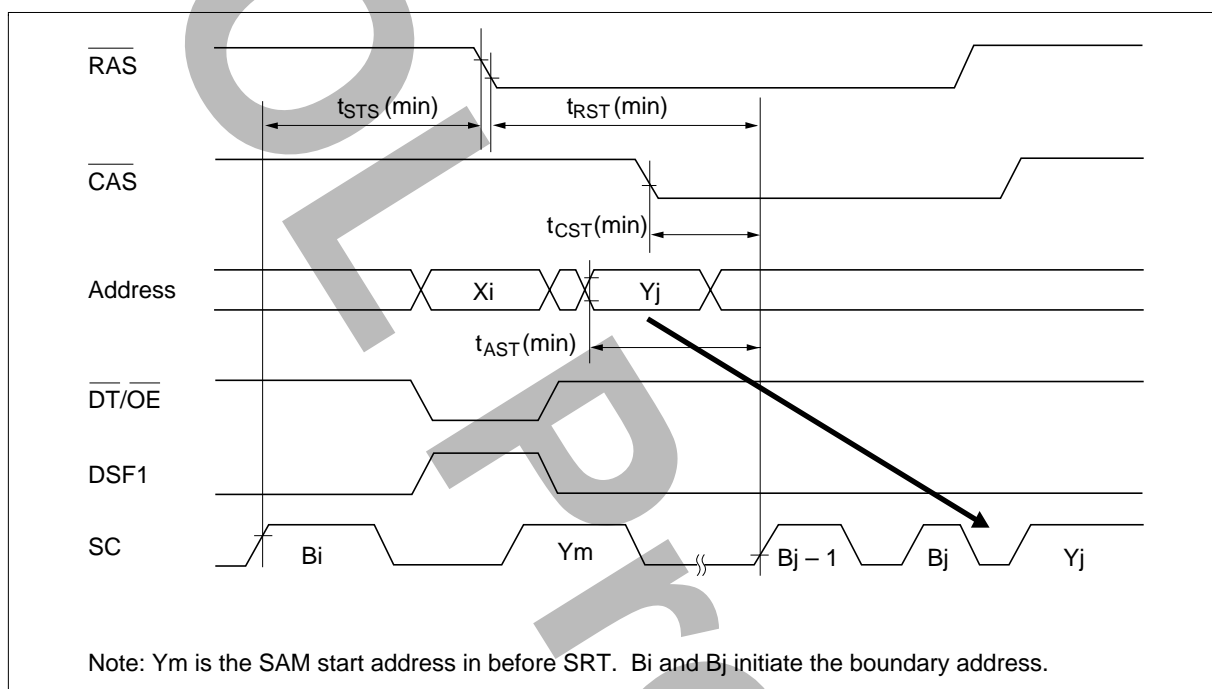 RAS
tSTS (min)
tRST (min)
CAS
tCST (min)
Address
Xi
Yj
tAST (min)
DT/OE
DSF1
SC
Bi
Ym
Bj – 1
Bj
Yj
Note: Ym is the SAM start address in before SRT. Bi and Bj initiate the boundary address.
OL Pr